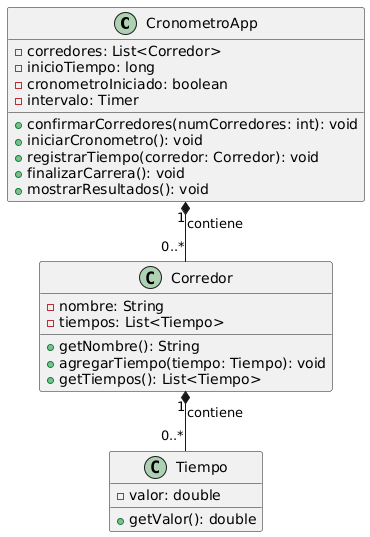 C CronometroApp
corredores: List<Corredor>
inicioTiempo: long
cronometroIniciado: boolean
intervalo: Timer
confirmarCorredores(numCorredores: int): void
iniciarCronometro(): void
registrarTiempo(corredor: Corredor): void
finalizarCarrera(): void
mostrarResultados(): void
1
contiene
0..*
C Corredor
nombre: String
tiempos: List<Tiempo>
getNombre(): String
agregarTiempo(tiempo: Tiempo): void
getTiempos(): List<Tiempo>
1
contiene
0..*
C Tiempo
valor: double
getValor(): double